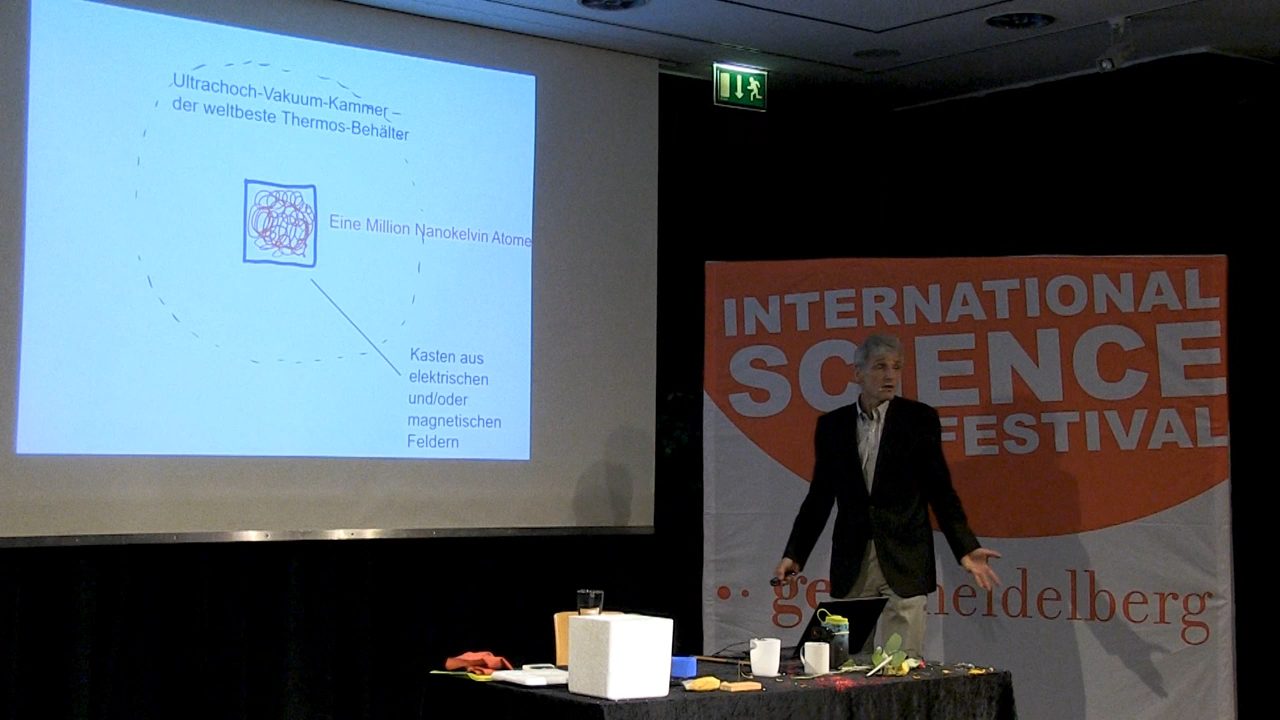 Ultrachoch-Vakuum-Kammer –
der weltbeste Thermos-Behälter
Eine Million Nanokelvin Atome
Kasten aus
elektrischen
und/oder
magnetischen
Feldern
INTERNATIONAL
SCIENCE
FESTIVAL
heidelberg